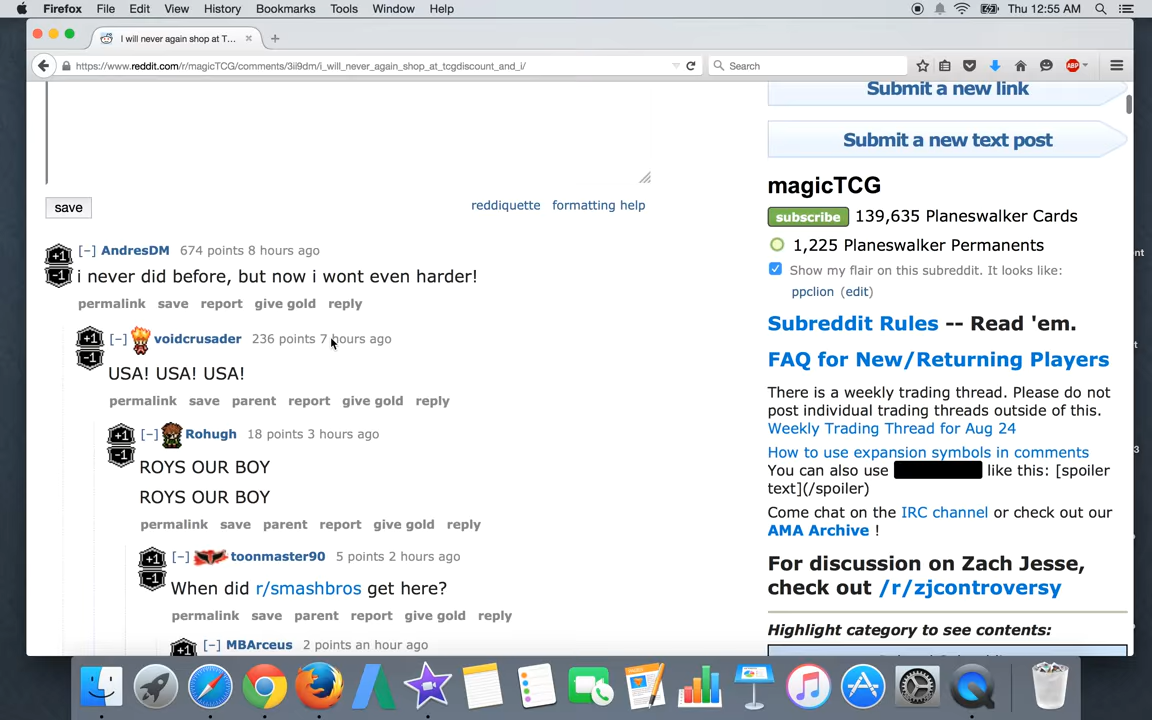 Firefox File Edit View History Bookmarks Tools Window Help Thu 12:55 AM
I will never again shop at T...
https://www.reddit.com/r/magicTCG/comments/3ii9dm/i_will_never_again_shop_at_tcgdiscount_and_i/
Search
ABP
Submit a new link
Submit a new text post
save
reddiquette formatting help
magicTCG
subscribe 139,635 Planeswalker Cards
1,225 Planeswalker Permanents
Show my flair on this subreddit. It looks like:
ppclion (edit)
Subreddit Rules -- Read 'em.
FAQ for New/Returning Players
There is a weekly trading thread. Please do
not post individual trading threads outside of this.
Weekly Trading Thread for Aug 24
How to use expansion symbols in comments
You can also use like this: [spoiler
text](/spoiler)
Come chat on the IRC channel or check out our
AMA Archive !
For discussion on Zach Jesse,
check out /r/zjcontroversy
Highlight category to see contents:
+1
-1
[-] AndresDM 674 points 8 hours ago
i never did before, but now i wont even harder!
permalink save report give gold reply
+1
-1
[-] voidcrusader 236 points 7 hours ago
USA! USA! USA!
permalink save parent report give gold reply
+1
-1
[-] Rohugh 18 points 3 hours ago
ROYS OUR BOY
ROYS OUR BOY
permalink save parent report give gold reply
+1
-1
[-] toonmaster90 5 points 2 hours ago
When did r/smashbros get here?
permalink save parent report give gold reply
+1
[-] MBArceus 2 points an hour ago